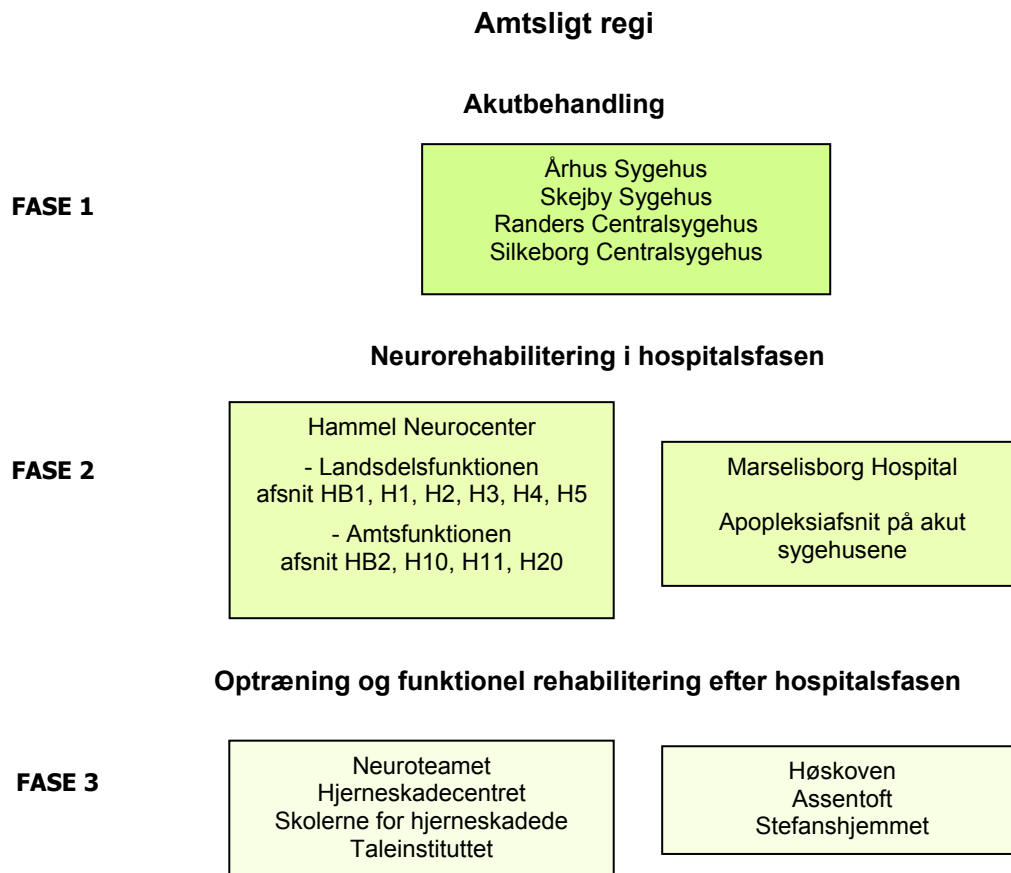 Amtsligt regi
Akutbehandling
FASE 1
Århus Sygehus
Skejby Sygehus
Randers Centralsygehus
Silkeborg Centralsygehus
Neurorehabilitering i hospitalsfasen
FASE 2
Hammel Neurocenter
- Landsdelsfunktionen
afsnit HB1, H1, H2, H3, H4, H5
- Amtsfunktionen
afsnit HB2, H10, H11, H20
Marselisborg Hospital
Apopleksiafsnit på akut
sygehusene
Optræning og funktionel rehabilitering efter hospitalsfasen
FASE 3
Neuroteamet
Hjerneskadecentret
Skolerne for hjerneskadede
Taleinstituttet
Høskoven
Assentoft
Stefanshjemmet